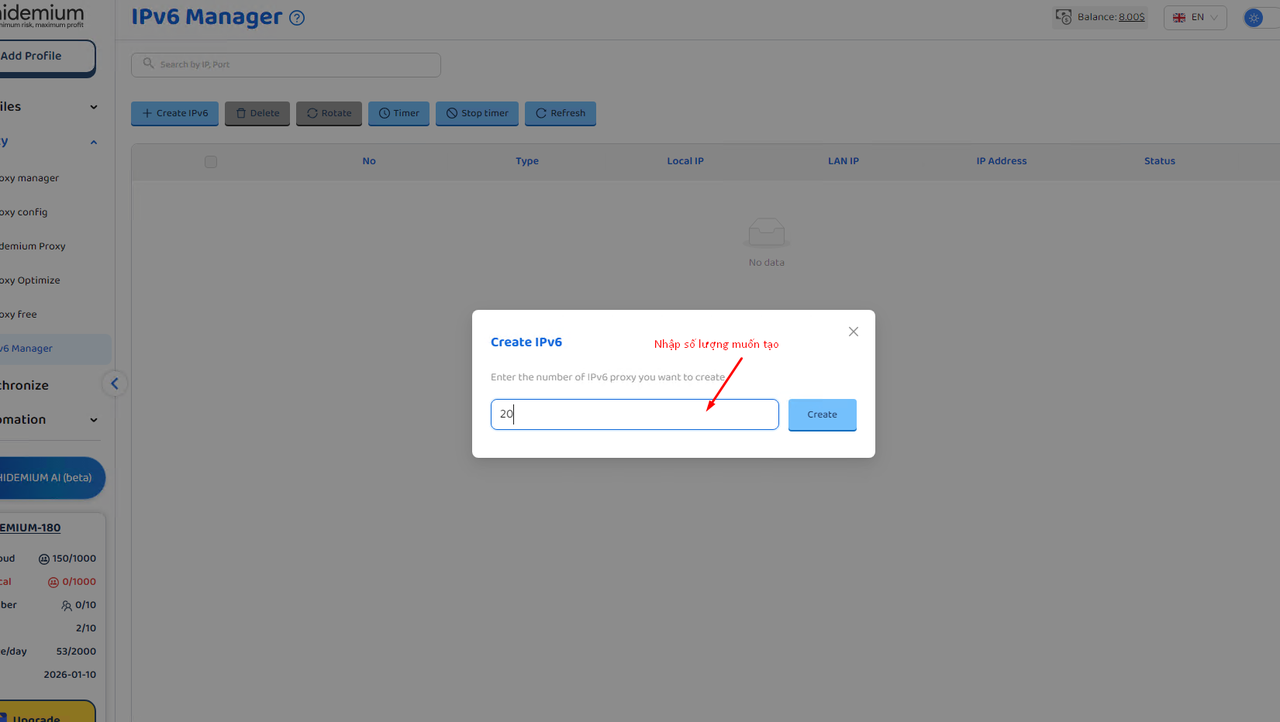 hidemium
nimum risk, maximum profit
IPv6 Manager
Balance: 8.00$
EN
Add Profile
Search by IP, Port
iles
Create IPv6
Delete
Rotate
Timer
Stop timer
Refresh
y
No
Type
Local IP
LAN IP
IP Address
Status
oxy manager
oxy config
demium Proxy
No data
oxy Optimize
oxy free
v6 Manager
Create IPv6
Nhập số lượng muốn tạo
Enter the number of IPv6 proxy you want to create
20
Create
chronize
omation
HIDEMIUM AI (beta)
EMIUM-180
oud 150/1000
cal 0/1000
ber 0/10
2/10
e/day 53/2000
2026-01-10
Upgrade